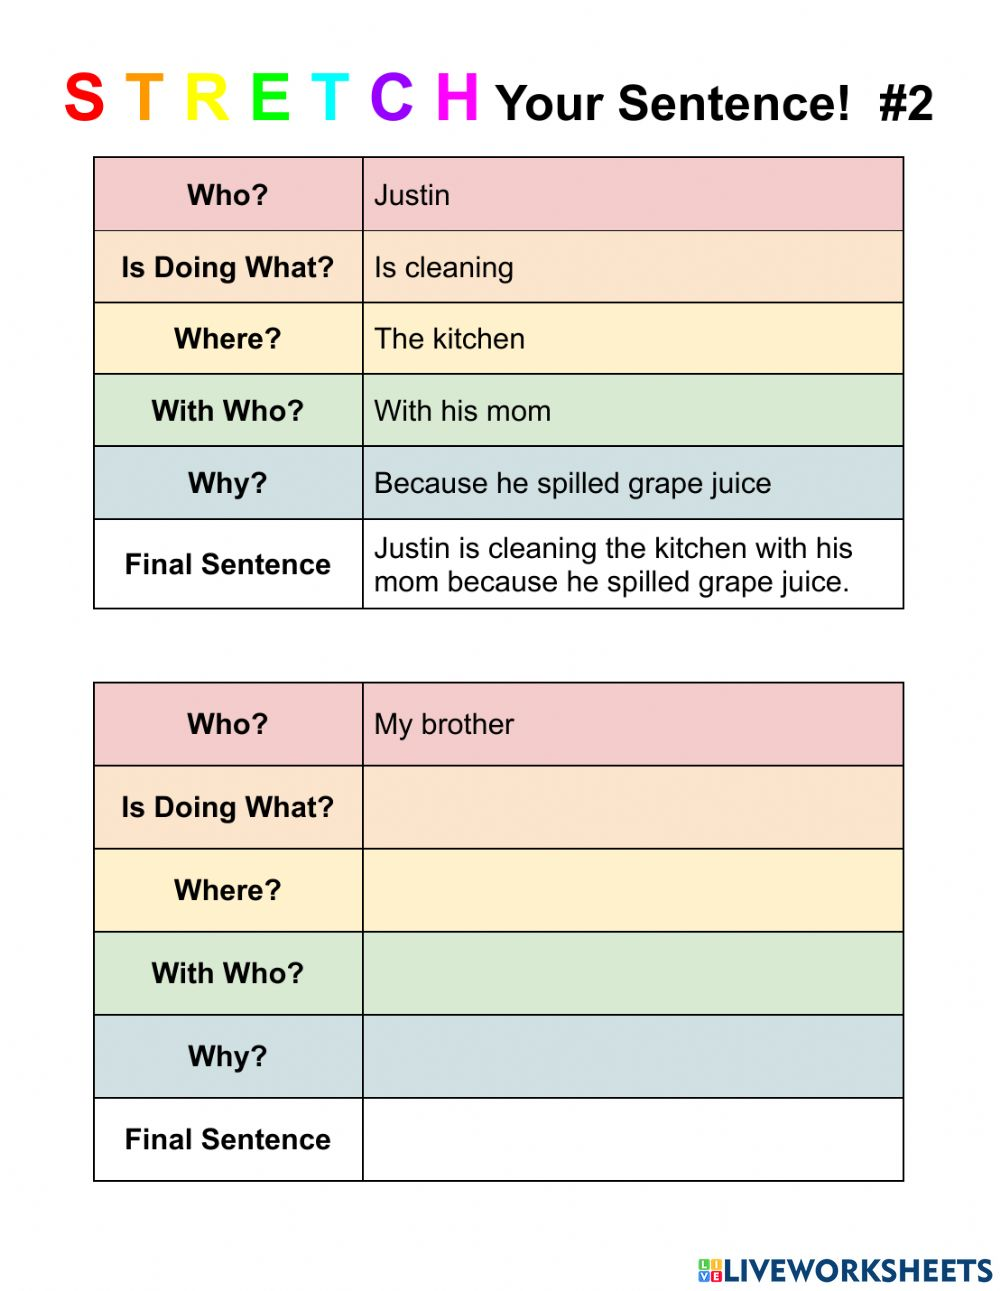 STRETCH Your Sentence! #2
Who? Justin
Is Doing What? Is cleaning
Where? The kitchen
With Who? With his mom
Why? Because he spilled grape juice
Final Sentence Justin is cleaning the kitchen with his
mom because he spilled grape juice.
Who? My brother
Is Doing What?
Where?
With Who?
Why?
Final Sentence
LIVE LIVEWORKSHEETS